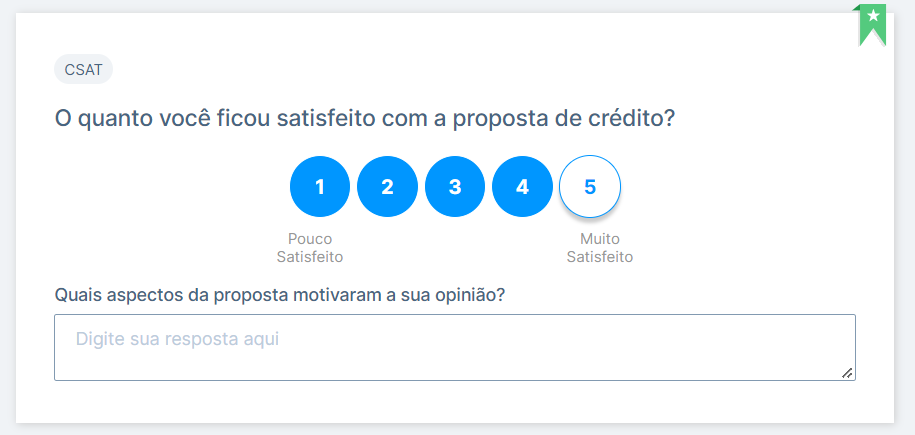 CSAT
O quanto você ficou satisfeito com a proposta de crédito?
1 2 3 4 5
Pouco Muito
Satisfeito Satisfeito
Quais aspectos da proposta motivaram a sua opinião?
Digite sua resposta aqui